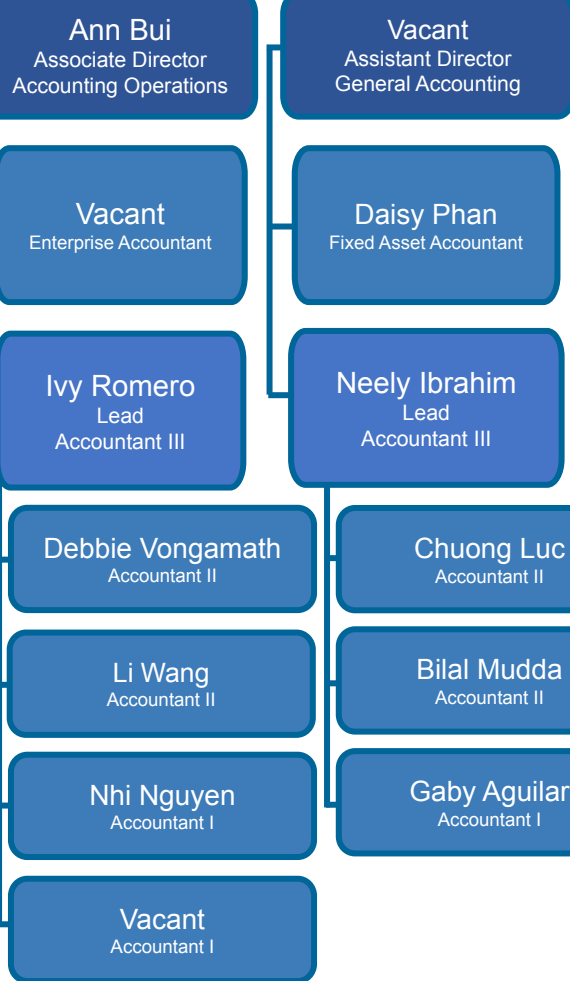 Ann Bui
Associate Director
Accounting Operations
Vacant
Enterprise Accountant
Ivy Romero
Lead
Accountant III
Debbie Vongamath
Accountant II
Li Wang
Accountant II
Nhi Nguyen
Accountant I
Vacant
Accountant I
Vacant
Assistant Director
General Accounting
Daisy Phan
Fixed Asset Accountant
Neely Ibrahim
Lead
Accountant III
Chuong Luc
Accountant II
Bilal Mudda
Accountant II
Gaby Aguilar
Accountant I